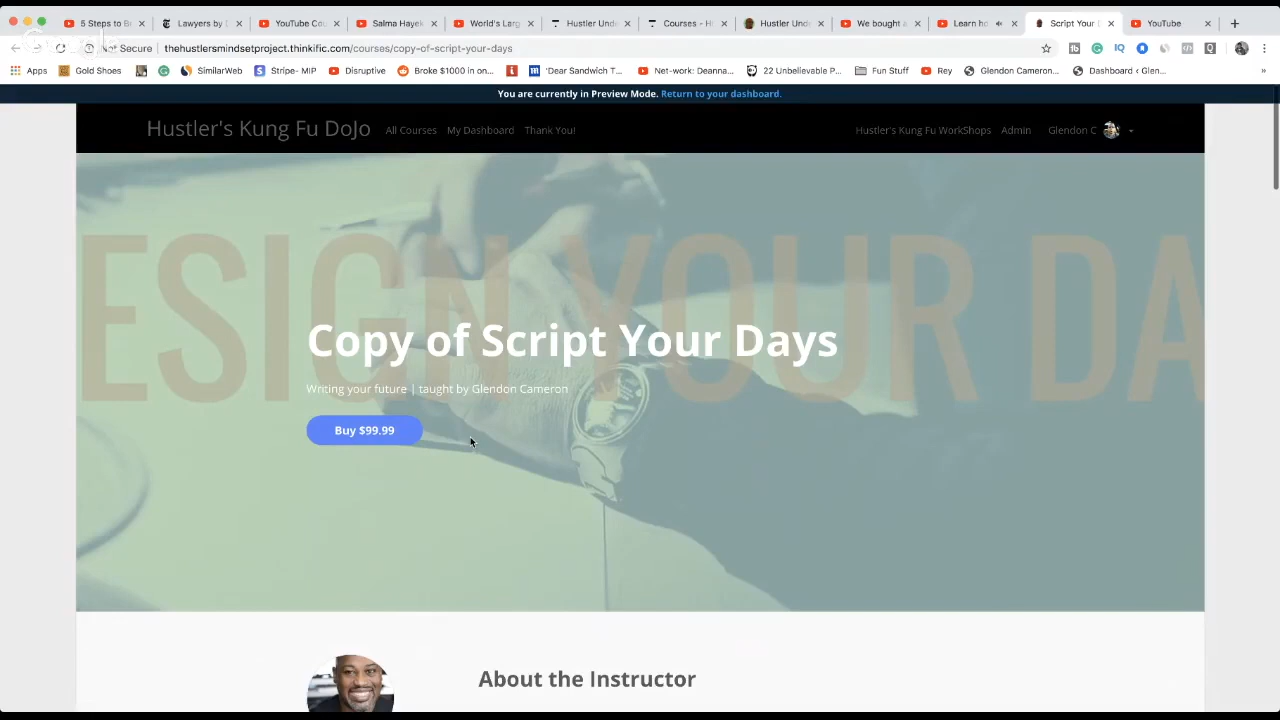 5 Steps to B
Lawyers by D
YouTube Cou
Salma Hayek
World's Larg
Hustler Unde
Courses - H
Hustler Unde
We bought a
Learn ho
Script Your D
YouTube
Not Secure
thehustlersmindsetproject.thinkific.com/courses/copy-of-script-your-days
Apps
Gold Shoes
SimilarWeb
Stripe- MIP
Disruptive
Broke $1000 in on...
'Dear Sandwich T...
Net-work: Deanna...
22 Unbelievable P...
Fun Stuff
Rey
Glendon Cameron...
Dashboard ‹ Glen...
You are currently in Preview Mode. Return to your dashboard.
Hustler's Kung Fu DoJo
All Courses
My Dashboard
Thank You!
Hustler's Kung Fu WorkShops
Admin
Glendon C
ESIGN YOUR DA
Copy of Script Your Days
Writing your future | taught by Glendon Cameron
Buy $99.99
About the Instructor